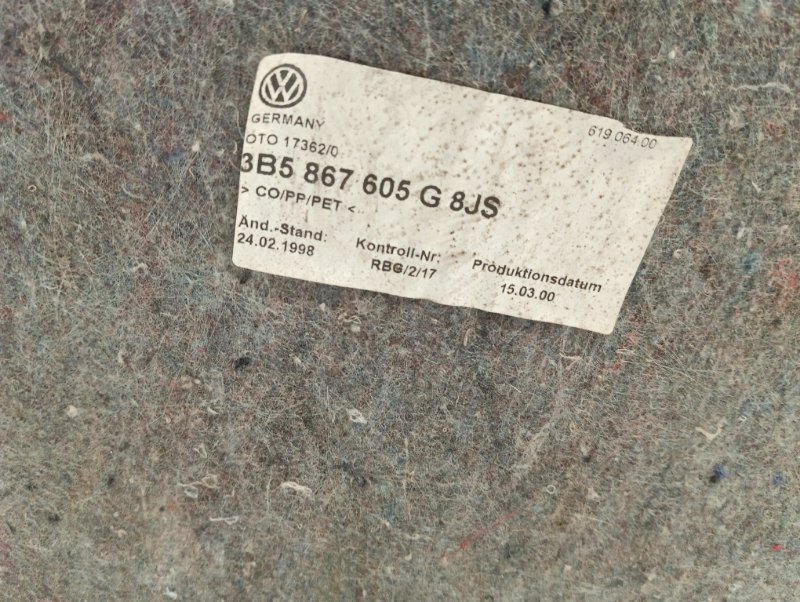 VW
GERMANY
619 064 00
OTO 17362/0
3B5 867 605 G 8JS
> CO/PP/PET <
Änd.-Stand: Kontroll-Nr: Produktionsdatum
24.02.1998 RBG/2/17 15.03.00